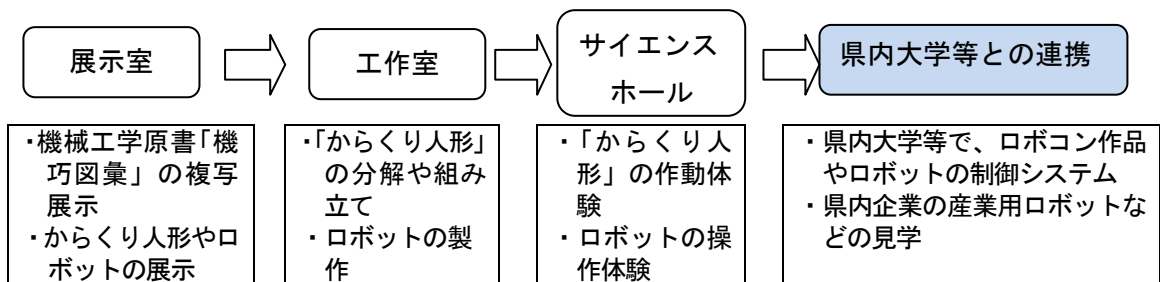 展示室
工作室
サイエンス
ホール
県内大学等との連携
・機械工学原書「機
巧図彙」の複写
展示
・からくり人形やロ
ボットの展示
・「からくり人形」
の分解や組み
立て
・ロボットの製
作
・「からくり人
形」の作動体
験
・ロボットの操
作体験
・県内大学等で、ロボコン作品
やロボットの制御システム
・県内企業の産業用ロボットな
どの見学